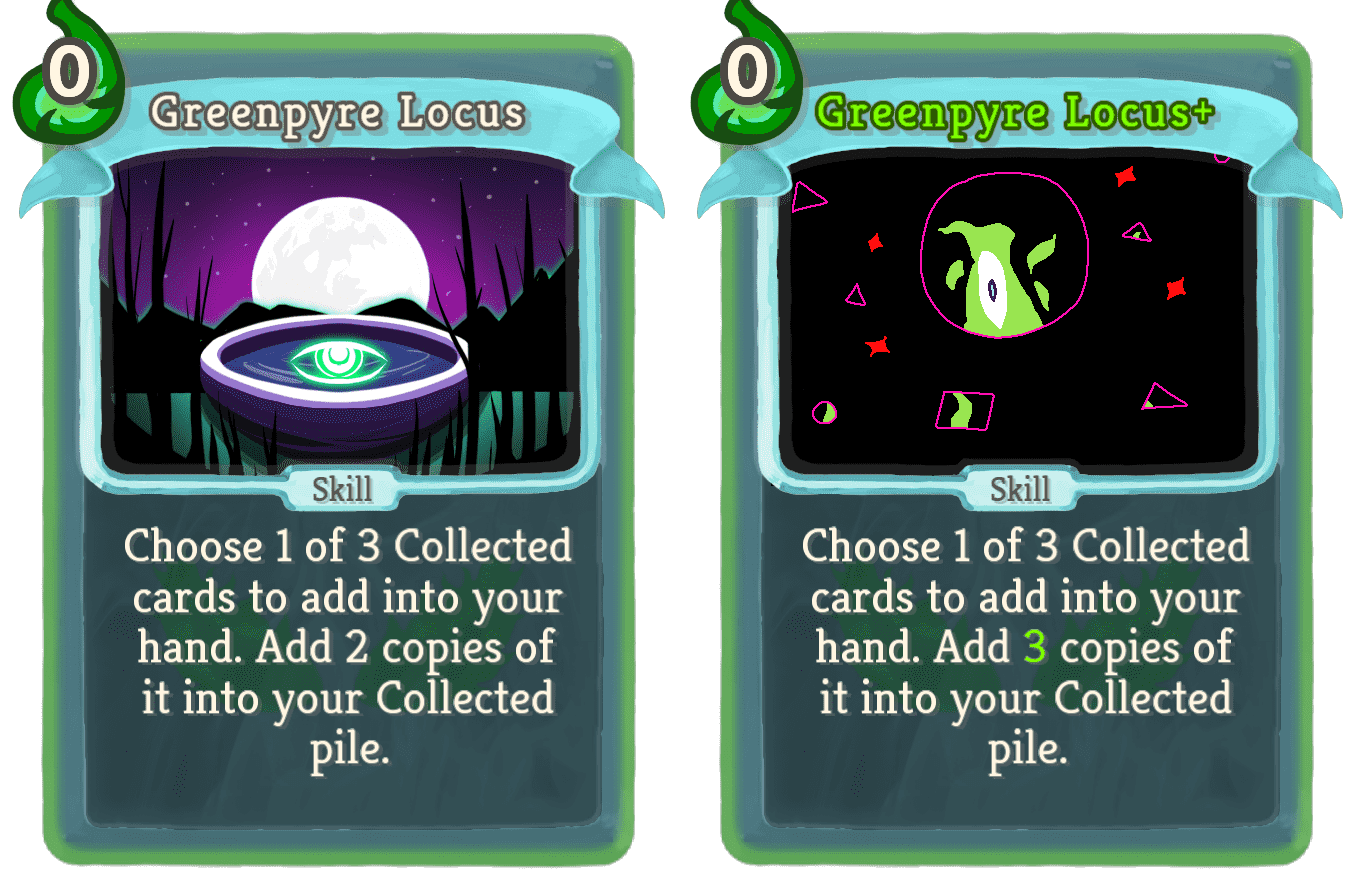 0
Greenpyre Locus
Skill
Choose 1 of 3 Collected
cards to add into your
hand. Add 2 copies of
it into your Collected
pile.
0
Greenpyre Locus+
Skill
Choose 1 of 3 Collected
cards to add into your
hand. Add 3 copies of
it into your Collected
pile.